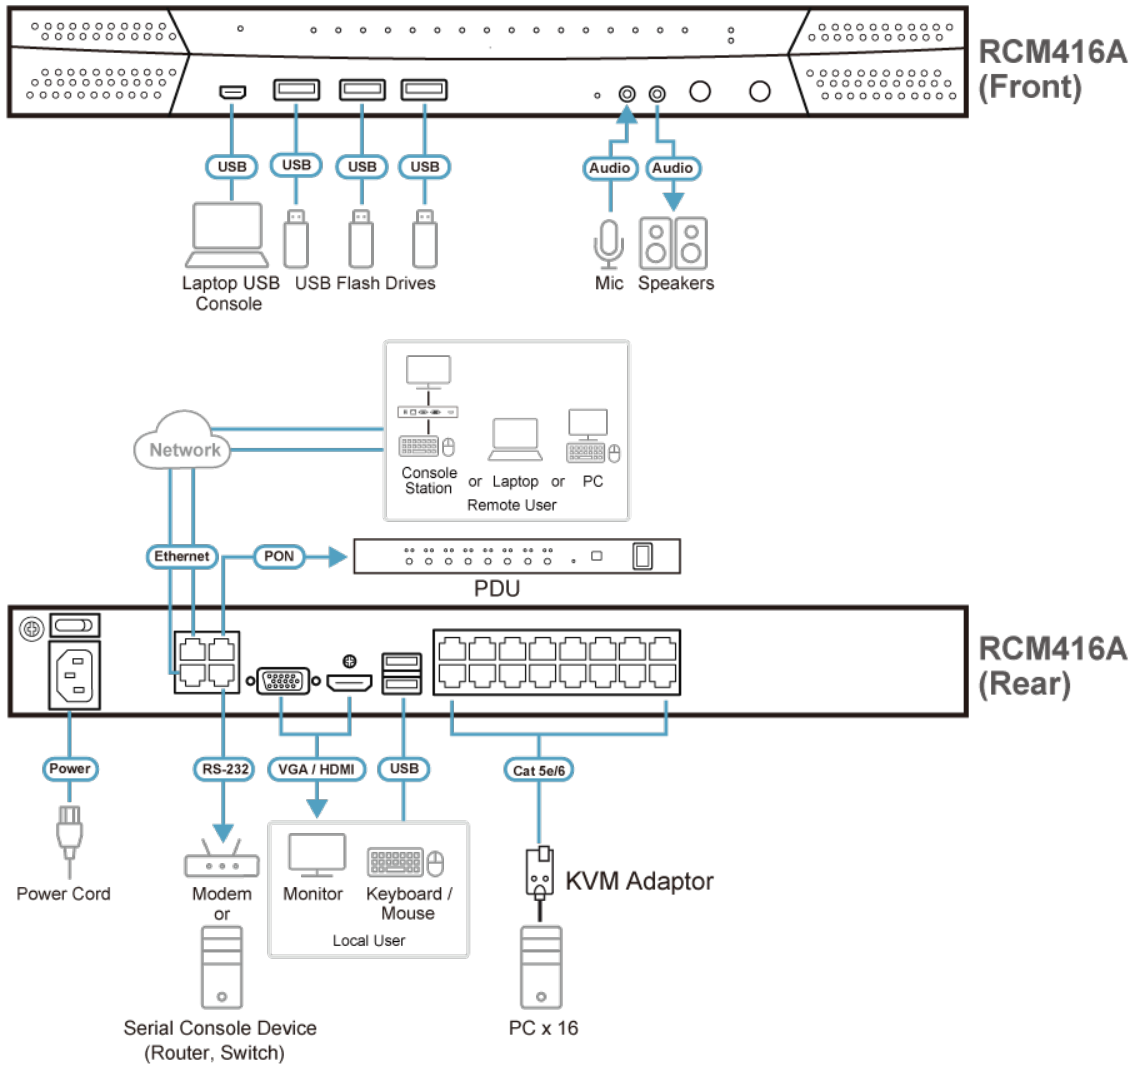 RCM416A
(Front)
USB
USB
USB
USB
Audio
Audio
Laptop USB
Console
USB Flash Drives
Mic
Speakers
Network
Console
Station
or
Laptop
or
PC
Remote User
Ethernet
PON
PDU
RCM416A
(Rear)
Power
RS-232
VGA / HDMI
USB
Cat 5e/6
Power Cord
Modem
or
Monitor
Keyboard /
Mouse
Local User
KVM Adaptor
Serial Console Device
(Router, Switch)
PC x 16